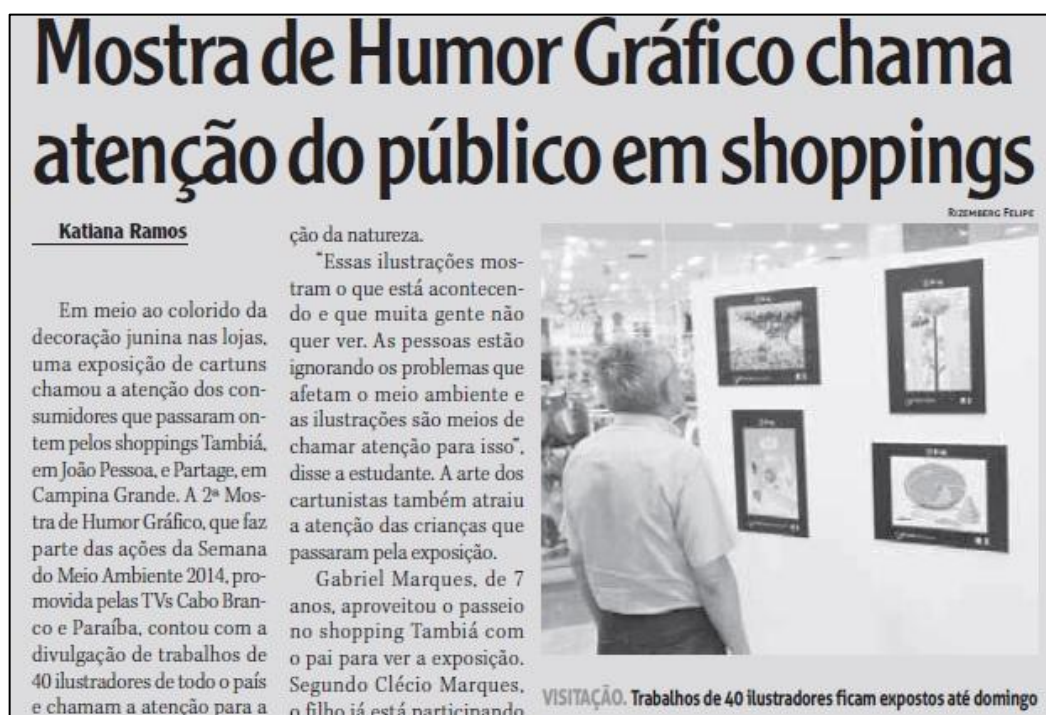 Mostra de Humor Gráfico chama
atenção do público em shoppings
RIZEMBERG FELIPE
Katiana Ramos
Em meio ao colorido da
decoração junina nas lojas,
uma exposição de cartuns
chamou a atenção dos con-
sumidores que passaram on-
tem pelos shoppings Tambiá,
em João Pessoa, e Partage, em
Campina Grande. A 2ª Mos-
tra de Humor Gráfico, que faz
parte das ações da Semana
do Meio Ambiente 2014, pro-
movida pelas TVs Cabo Bran-
co e Paraíba, contou com a
divulgação de trabalhos de
40 ilustradores de todo o país
e chamam a atenção para a
ção da natureza.
"Essas ilustrações mos-
tram o que está acontecen-
do e que muita gente não
quer ver. As pessoas estão
ignorando os problemas que
afetam o meio ambiente e
as ilustrações são meios de
chamar atenção para isso",
disse a estudante. A arte dos
cartunistas também atraiu
a atenção das crianças que
passaram pela exposição.
Gabriel Marques, de 7
anos, aproveitou o passeio
no shopping Tambiá com
o pai para ver a exposição.
Segundo Clécio Marques,
o filho já está participando
VISITAÇÃO. Trabalhos de 40 ilustradores ficam expostos até domingo